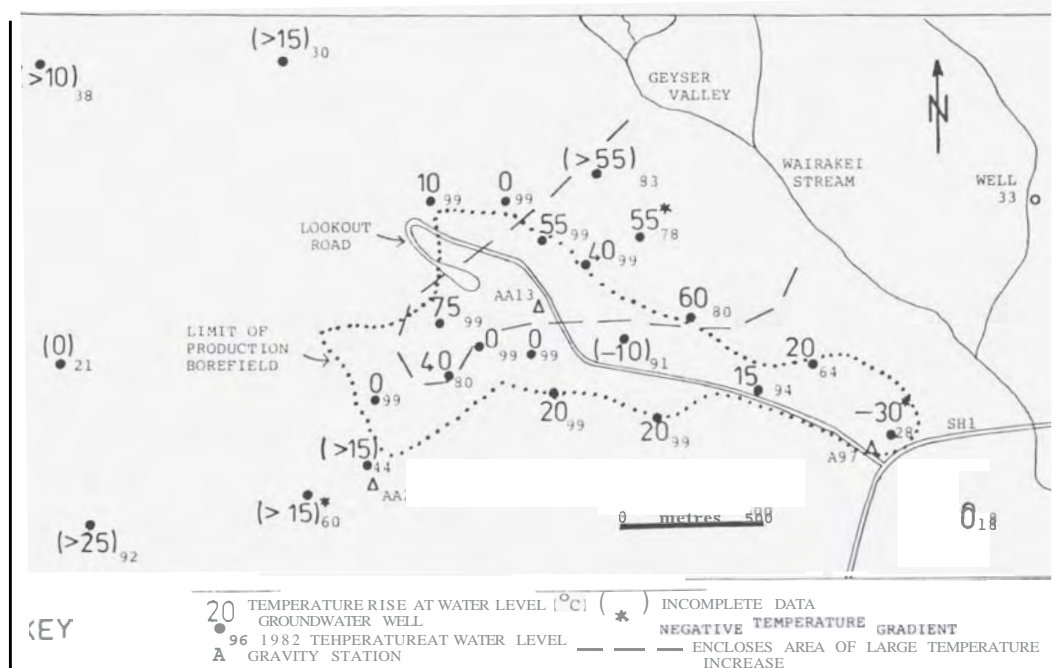 (>15) 30
(>10) 38
GEYSER
VALLEY
N
WAIRAKEI
STREAM
WELL
33
(>55) 83
10 99
0 99
55* 78
LOOKOUT
ROAD
55 99
40 99
AA13
75 99
60 80
LIMIT OF
PRODUCTION
BOREFIELD
(0) 21
0 99
0 99
(-10) 91
20 64
40 80
15 94
0 99
20 99
20 99
-30* 28
SH1
A97
(>15) 44
(>15)* 60
(>25) 92
0 metres 500
0 18
KEY
20 TEMPERATURE RISE AT WATER LEVEL (°C) ( ) INCOMPLETE DATA
GROUNDWATER WELL
* NEGATIVE TEMPERATURE GRADIENT
96 1982 TEHPERATUREAT WATER LEVEL
A GRAVITY STATION
— — — ENCLOSES AREA OF LARGE TEMPERATURE
INCREASE